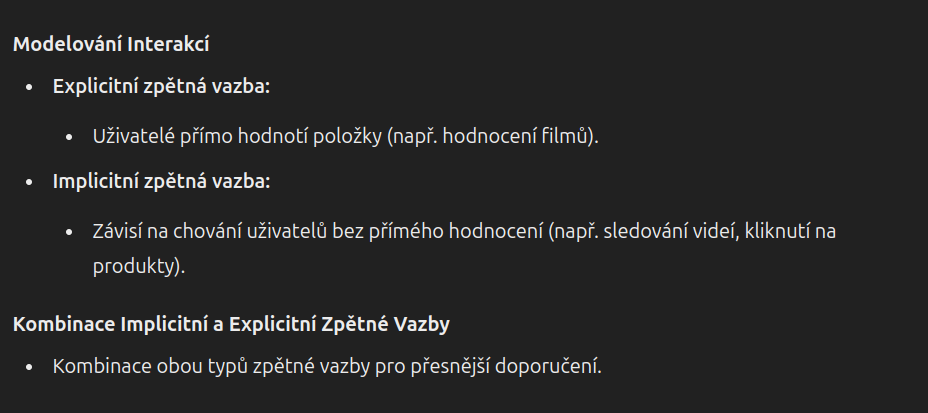 Modelování Interakcí
• Explicitní zpětná vazba:
• Uživatelé přímo hodnotí položky (např. hodnocení filmů).
• Implicitní zpětná vazba:
• Závisí na chování uživatelů bez přímého hodnocení (např. sledování videí, kliknutí na
produkty).
Kombinace Implicitní a Explicitní Zpětné Vazby
• Kombinace obou typů zpětné vazby pro přesnější doporučení.